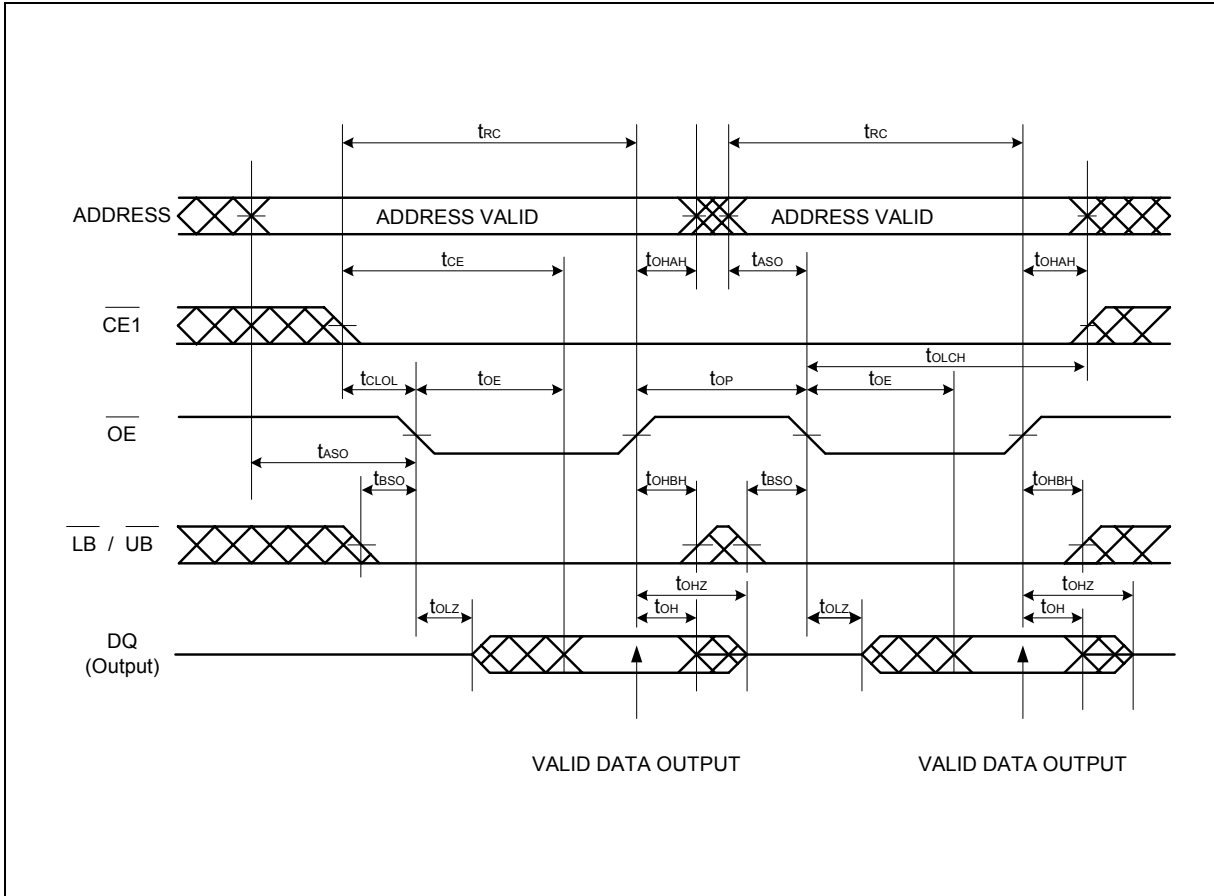 tRC tRC
ADDRESS ADDRESS VALID ADDRESS VALID
tCE tOHAH tASO tOHAH
CE1
tOLCH
tCLOL tOE tOP tOE
OE
tASO
tBSO tOHBH tBSO tOHBH
LB / UB
tOHZ tOHZ
tOLZ tOH tOLZ tOH
DQ
(Output)
VALID DATA OUTPUT VALID DATA OUTPUT